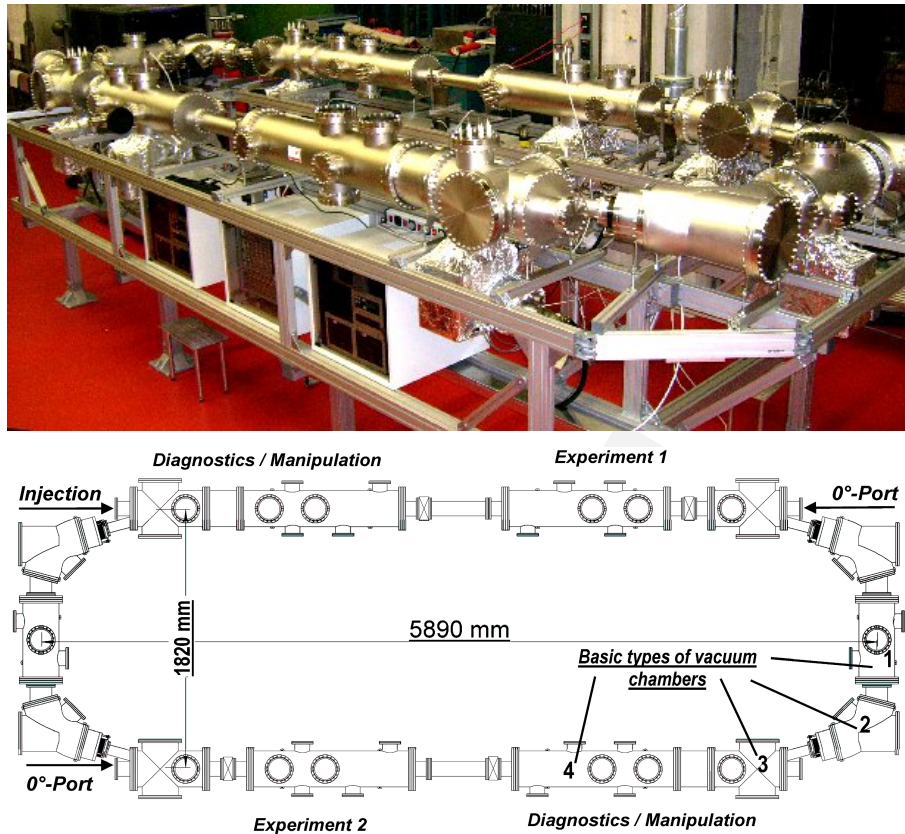 Diagnostics / Manipulation
Experiment 1
Injection
0°-Port
1820 mm
5890 mm
Basic types of vacuum
chambers
1
2
3
4
0°-Port
Experiment 2
Diagnostics / Manipulation